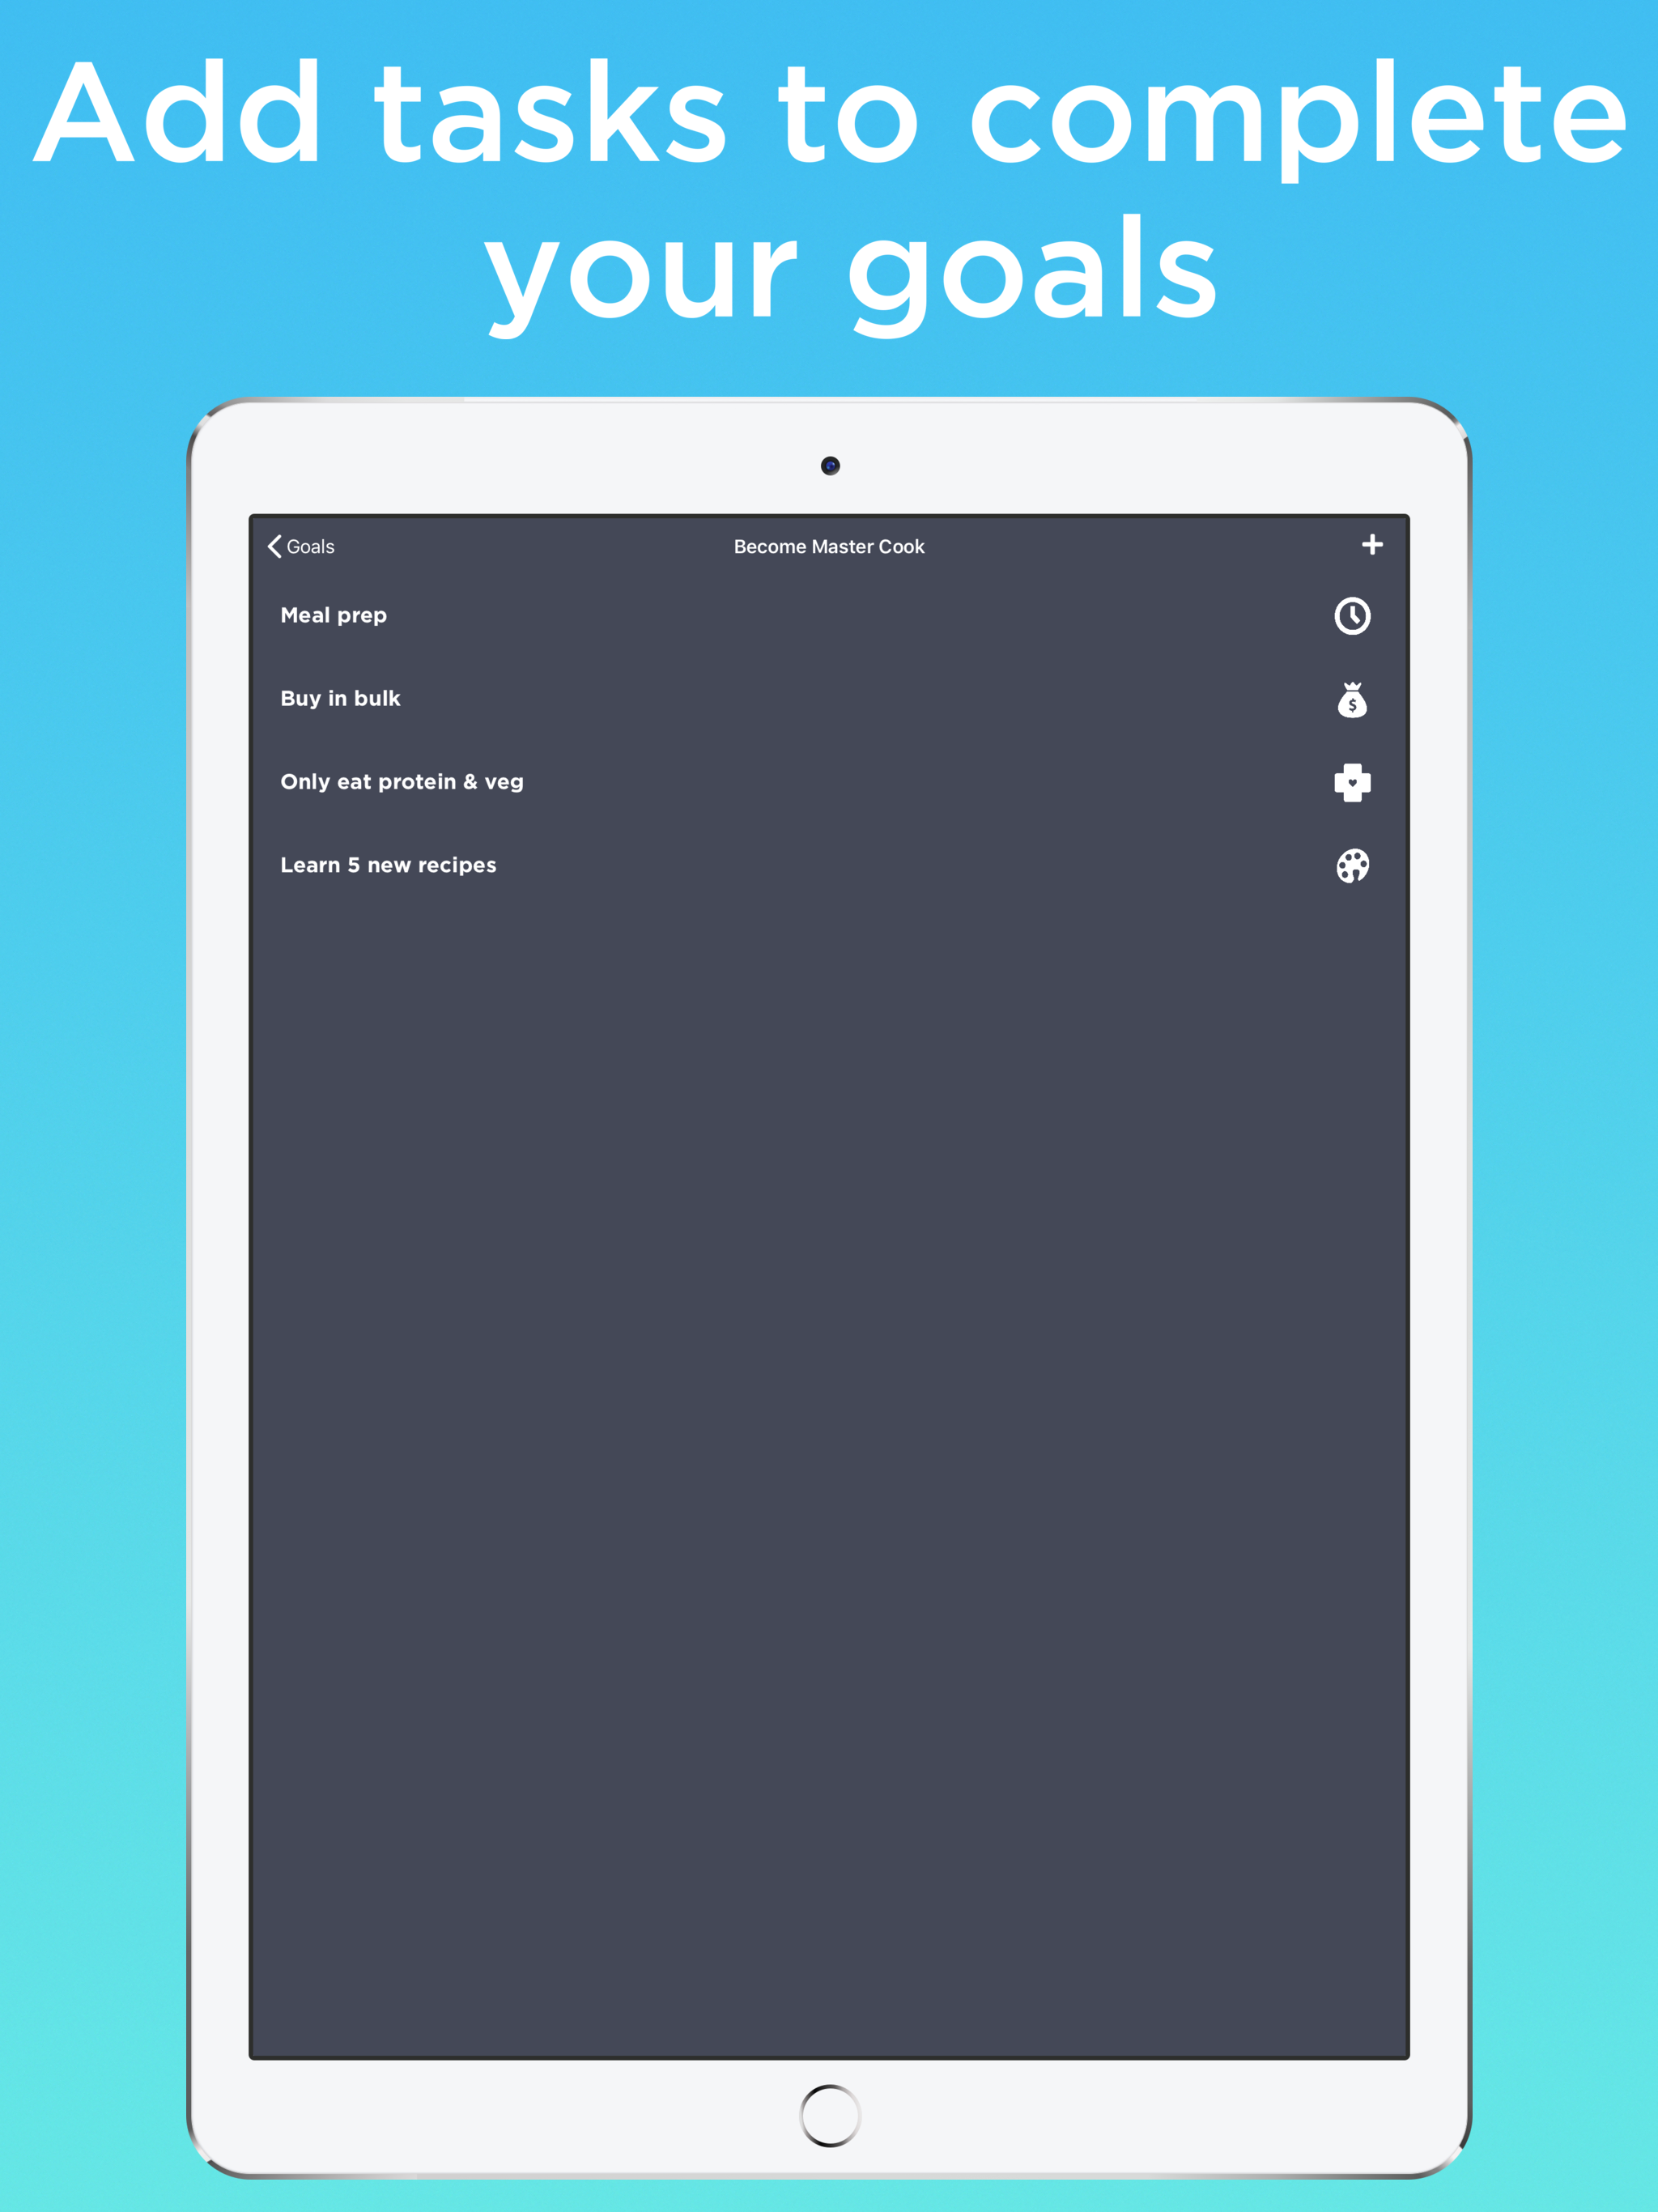 Add tasks to complete
your goals
Goals
Become Master Cook
Meal prep
Buy in bulk
Only eat protein & veg
Learn 5 new recipes